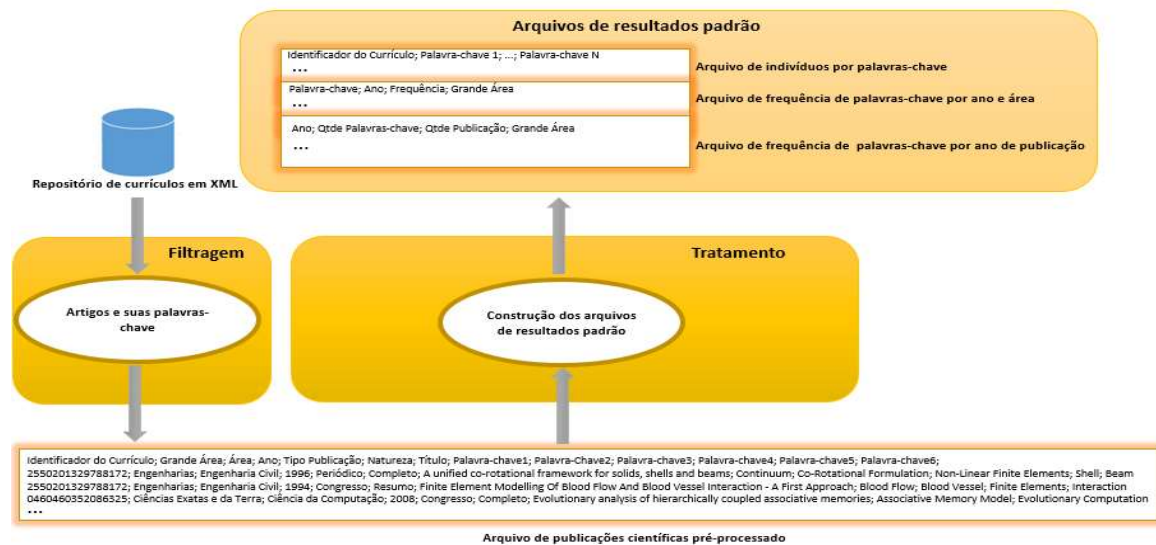 Arquivos de resultados padrão
Identificador do Currículo; Palavra-chave 1; ...; Palavra-chave N
...
Arquivo de indivíduos por palavras-chave
Palavra-chave; Ano; Frequência; Grande Área
...
Arquivo de frequência de palavras-chave por ano e área
Ano; Qtde Palavras-chave; Qtde Publicação; Grande Área
...
Arquivo de frequência de palavras-chave por ano de publicação
Repositório de currículos em XML
Filtragem
Artigos e suas palavras-
chave
Tratamento
Construção dos arquivos
de resultados padrão
Identificador do Currículo; Grande Área; Área; Ano; Tipo Publicação; Natureza; Título; Palavra-chave1; Palavra-Chave2; Palavra-chave3; Palavra-chave4; Palavra-chave5; Palavra-chave6;
2550201329788172; Engenharias; Engenharia Civil; 1996; Periódico; Completo; A unified co-rotational framework for solids, shells and beams; Continuum; Co-Rotational Formulation; Non-Linear Finite Elements; Shell; Beam
2550201329788172; Engenharias; Engenharia Civil; 1994; Congresso; Resumo; Finite Element Modelling Of Blood Flow And Blood Vessel Interaction - A First Approach; Blood Flow; Blood Vessel; Finite Elements; Interaction
0460460352086325; Ciências Exatas e da Terra; Ciência da Computação; 2008; Congresso; Completo; Evolutionary analysis of hierarchically coupled associative memories; Associative Memory Model; Evolutionary Computation
...
Arquivo de publicações científicas pré-processado